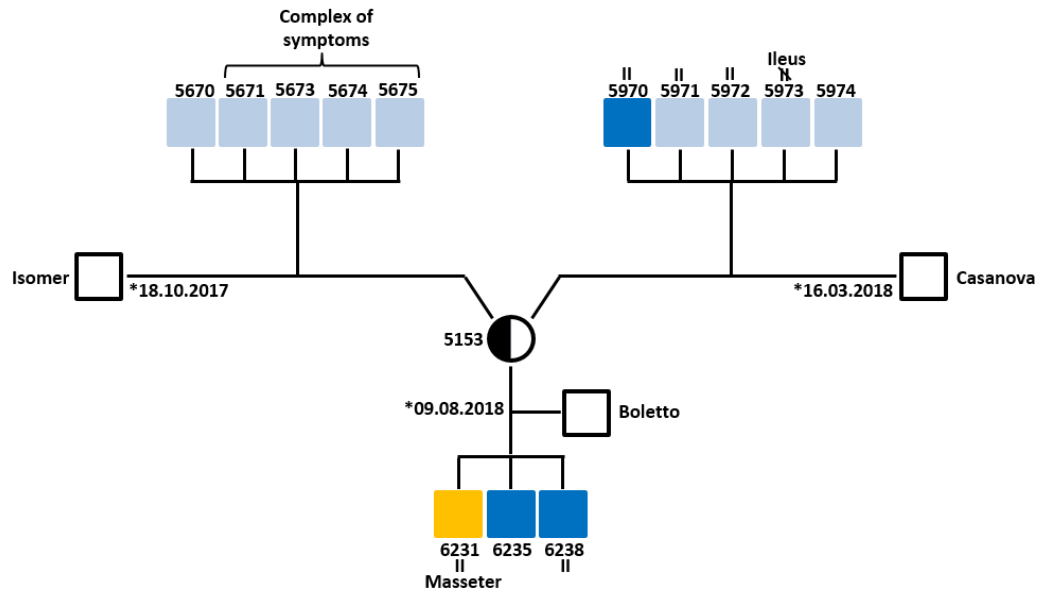 Complex of
symptoms
5670 5671 5673 5674 5675
Ileus
II II II II
5970 5971 5972 5973 5974
Isomer
*18.10.2017
*16.03.2018
Casanova
5153
*09.08.2018
Boletto
6231 6235 6238
II II
Masseter